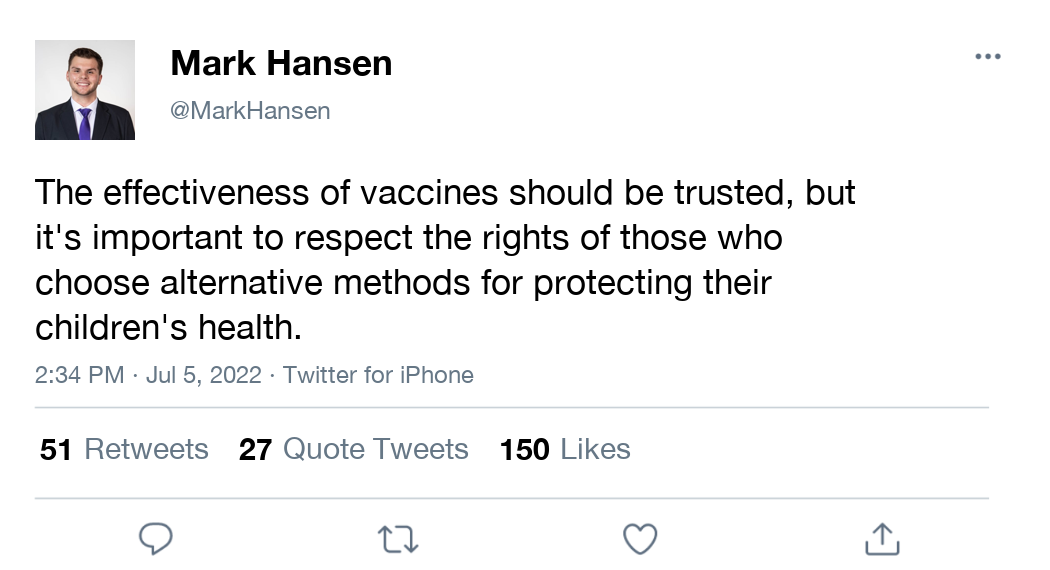 Mark Hansen
@MarkHansen
The effectiveness of vaccines should be trusted, but
it's important to respect the rights of those who
choose alternative methods for protecting their
children's health.
2:34 PM · Jul 5, 2022 · Twitter for iPhone
51 Retweets 27 Quote Tweets 150 Likes